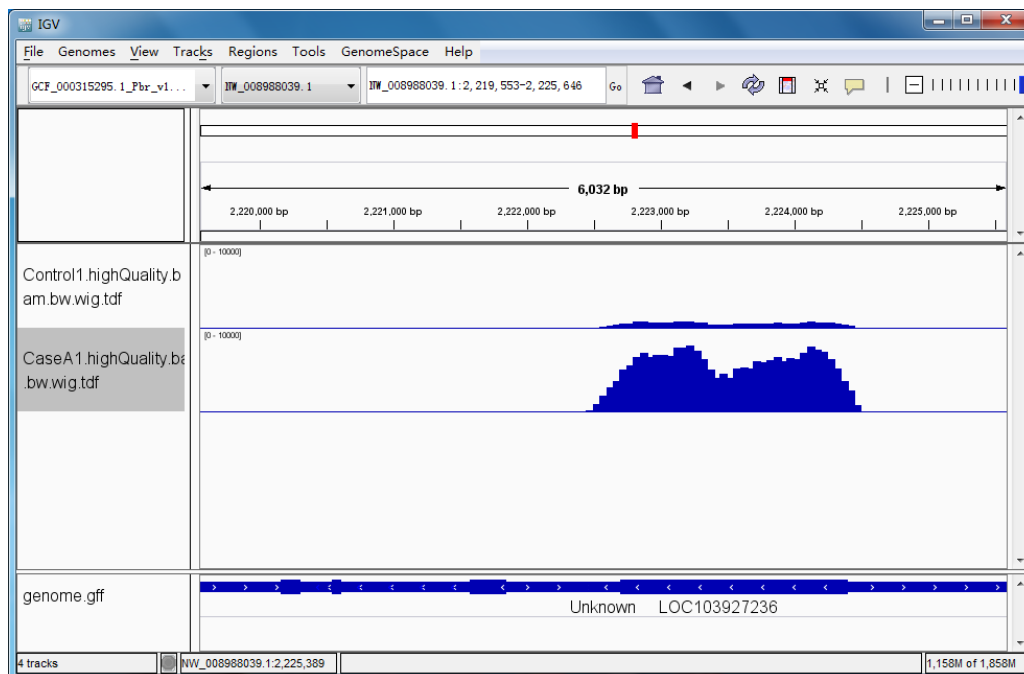 IGV
File Genomes View Tracks Regions Tools GenomeSpace Help
GCF_000315295.1_Pbr_v1... NW_008988039.1 NW_008988039.1:2,219,553-2,225,646 Go
6,032 bp
2,220,000 bp 2,221,000 bp 2,222,000 bp 2,223,000 bp 2,224,000 bp 2,225,000 bp
[0 - 10000]
Control1.highQuality.b
am.bw.wig.tdf
[0 - 10000]
CaseA1.highQuality.ba
.bw.wig.tdf
genome.gff
Unknown LOC103927236
4 tracks NW_008988039.1:2,225,389 1,158M of 1,858M